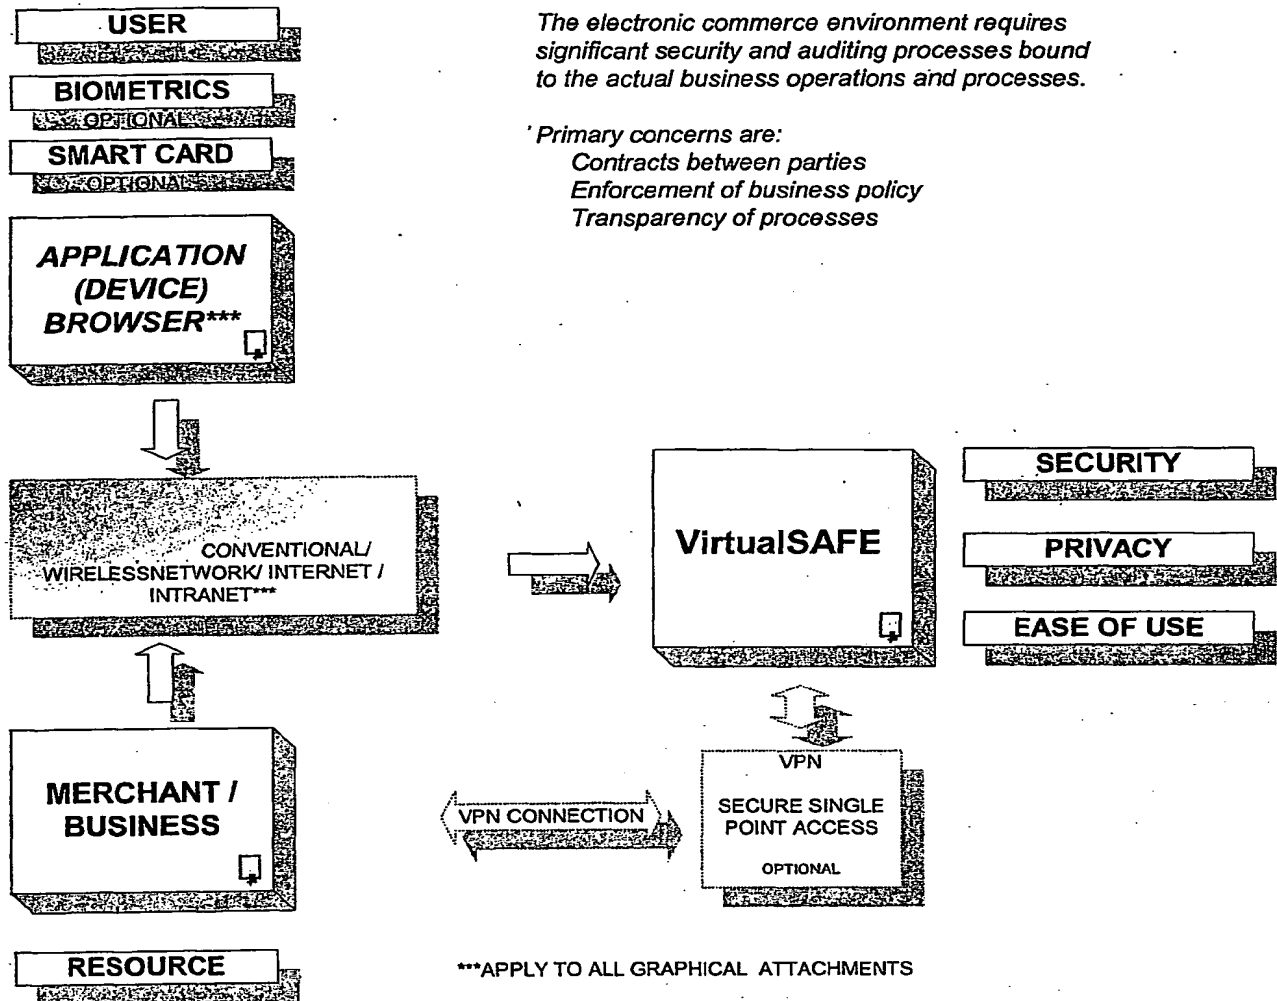 USER
BIOMETRICS
OPTIONAL
SMART CARD
OPTIONAL
APPLICATION
(DEVICE)
BROWSER***
The electronic commerce environment requires
significant security and auditing processes bound
to the actual business operations and processes.
Primary concerns are:
Contracts between parties
Enforcement of business policy
Transparency of processes
CONVENTIONAL/
WIRELESSNETWORK/ INTERNET /
INTRANET***
VirtualSAFE
SECURITY
PRIVACY
EASE OF USE
MERCHANT /
BUSINESS
VPN CONNECTION
VPN
SECURE SINGLE
POINT ACCESS
OPTIONAL
RESOURCE
***APPLY TO ALL GRAPHICAL ATTACHMENTS